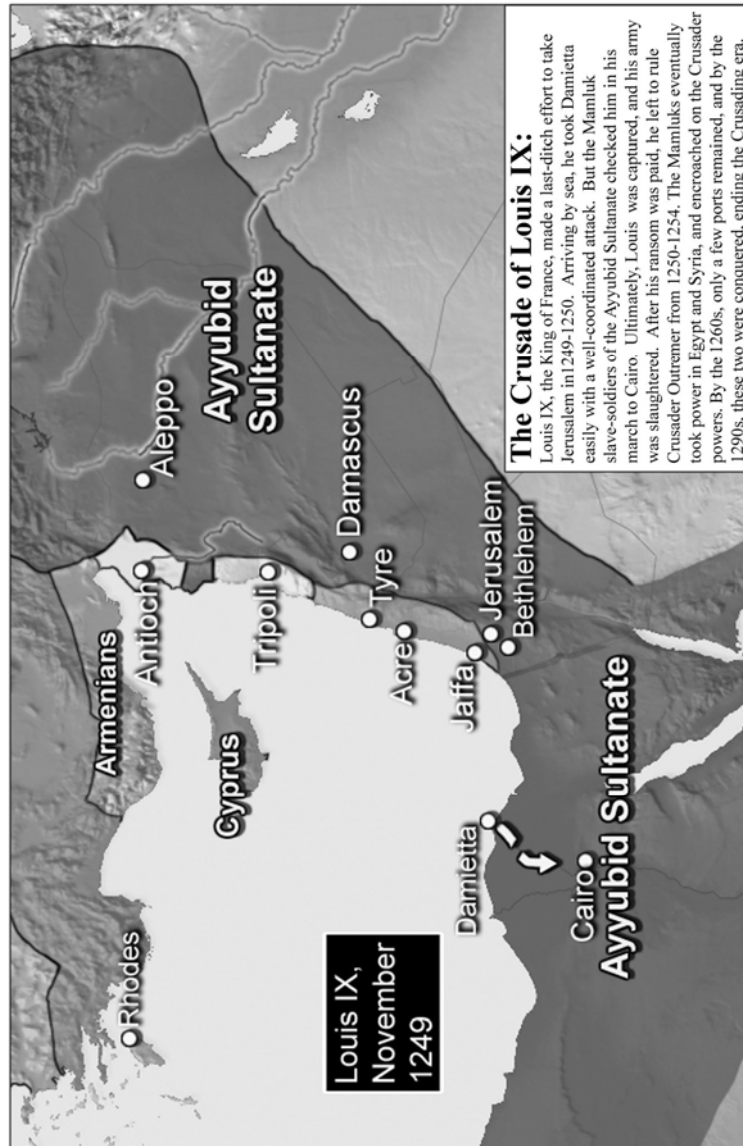 Rhodes
Armenians
Antioch
Aleppo
Cyprus
Tripoli
Ayyubid
Sultanate
Louis IX,
November
1249
Tyre
Damascus
Acre
Jaffa
Jerusalem
Bethlehem
Damietta
Cairo
Ayyubid Sultanate
The Crusade of Louis IX:
Louis IX, the King of France, made a last-ditch effort to take
Jerusalem in1249-1250.  Arriving by sea, he took Damietta
easily with a well-coordinated attack.  But the Mamluk
slave-soldiers of the Ayyubid Sultanate checked him in his
march to Cairo.  Ultimately, Louis  was captured, and his army
was slaughtered.  After his ransom was paid, he left to rule
Crusader Outremer from 1250-1254. The Mamluks eventually
took power in Egypt and Syria, and encroached on the Crusader
powers. By the 1260s, only a few ports remained, and by the
1290s, these two were conquered, ending the Crusading era.